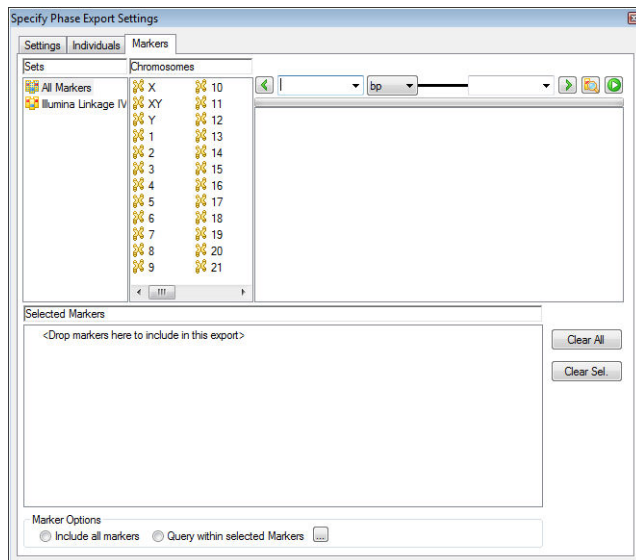 Specify Phase Export Settings
Settings Individuals Markers
Sets Chromosomes
All Markers
Illumina Linkage IV
X 10
XY 11
Y 12
1 13
2 14
3 15
4 16
5 17
6 18
7 19
8 20
9 21
bp
Selected Markers
<Drop markers here to include in this export>
Clear All
Clear Sel.
Marker Options
Include all markers Query within selected Markers ...